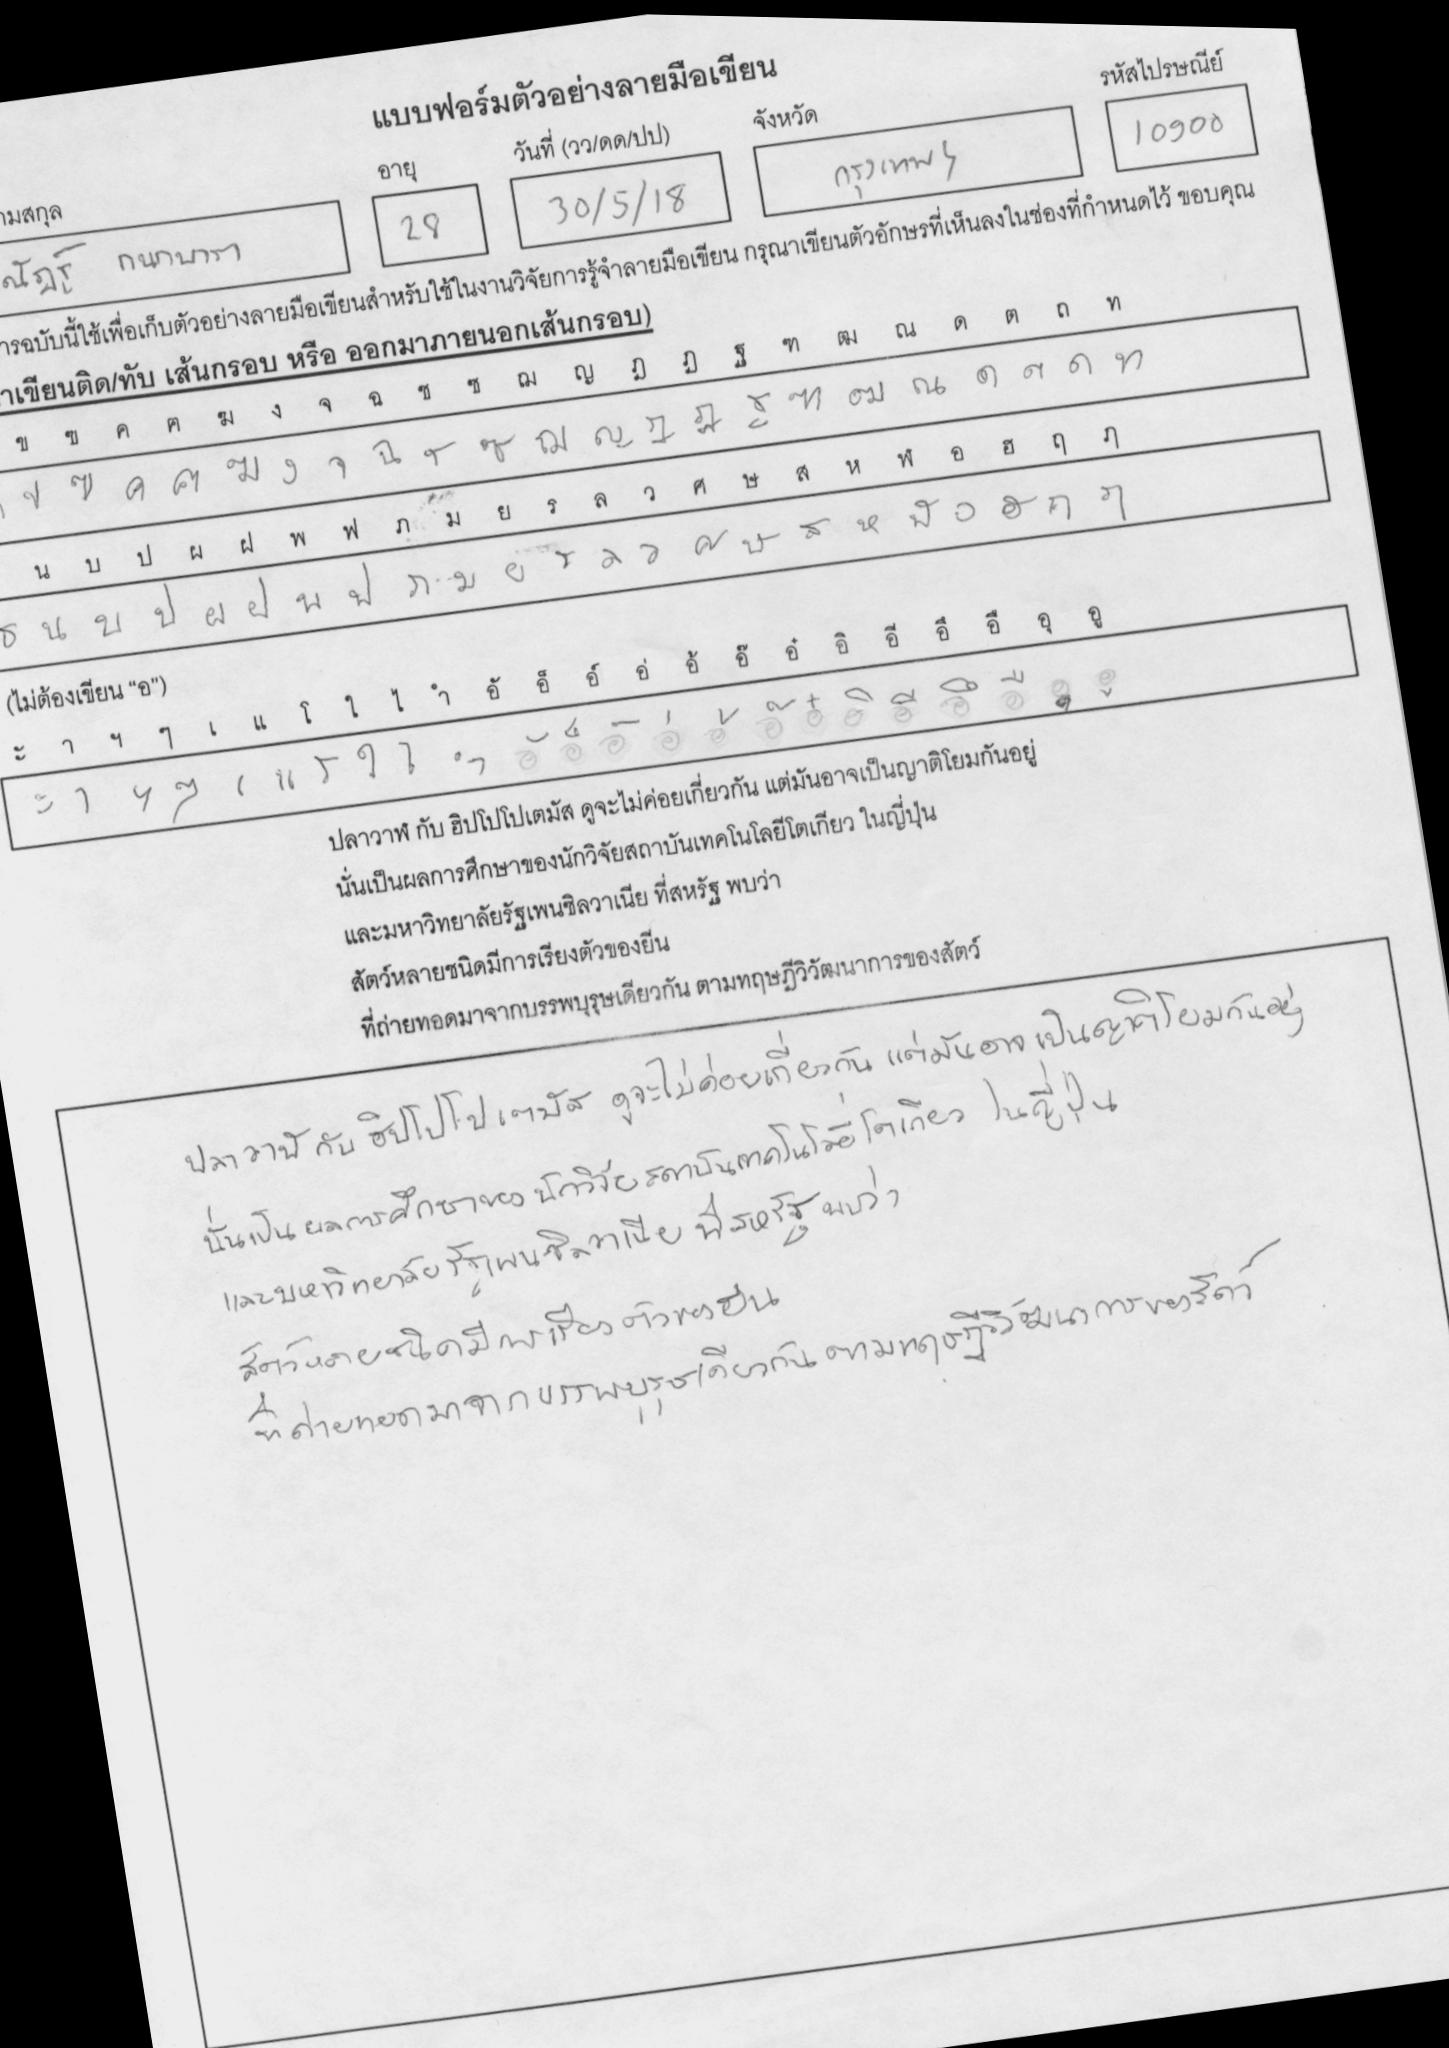 แบบฟอร์มตัวอย่างลายมือเขียน
ามสกุล อายุ วันที่ (วว/ดด/ปป) จังหวัด รหัสไปรษณีย์
กนกบารา 28 30/5/18 กรุงเทพฯ 10900
ารฉบับนี้ใช้เพื่อเก็บตัวอย่างลายมือเขียนสำหรับใช้ในงานวิจัยการรู้จำลายมือเขียน กรุณาเขียนตัวอักษรที่เห็นลงในช่องที่กำหนดไว้ ขอบคุณ
าเขียนติด/ทับ เส้นกรอบ หรือ ออกมาภายนอกเส้นกรอบ)
ข ฃ ค ฅ ฆ ง จ ฉ ช ซ ฌ ญ ฎ ฏ ฐ ฑ ฒ ณ ด ต ถ ท
ข ฃ ค ฅ ฆ ง จ ฉ ช ซ ฌ ญ ฎ ฏ ฐ ฑ ฒ ณ ด ต ถ ท
น บ ป ผ ฝ พ ฟ ภ ม ย ร ล ว ศ ษ ส ห ฬ อ ฮ ฤ ภ
ธ น บ ป ผ ฝ พ ฟ ภ ม ย ร ล ว ศ ษ ส ห ฬ อ ฮ ฤ ภ
(ไม่ต้องเขียน “อ”)
ะ า ฯ ๆ เ แ โ ใ ไ ำ อั อ็ อ์ อ่ อ้ อ๊ อ๋ อิ อี อึ อื อุ อู
ะ า ฯ ๆ เ แ โ ใ ไ ำ อั อ็ อ์ อ่ อ้ อ๊ อ๋ อิ อี อึ อื อุ อู
ปลาวาฬ กับ ฮิปโปโปเตมัส ดูจะไม่ค่อยเกี่ยวกัน แต่มันอาจเป็นญาติโยมกันอยู่
นั่นเป็นผลการศึกษาของนักวิจัยสถาบันเทคโนโลยีโตเกียว ในญี่ปุ่น
และมหาวิทยาลัยรัฐเพนซิลวาเนีย ที่สหรัฐ พบว่า
สัตว์หลายชนิดมีการเรียงตัวของยีน
ที่ถ่ายทอดมาจากบรรพบุรุษเดียวกัน ตามทฤษฎีวิวัฒนาการของสัตว์
ปลาวาฬ กับ ฮิปโปโปเตมัส ดูจะไม่ค่อยเกี่ยวกัน แต่มันอาจเป็นญาติโยมกันอยู่
นั่นเป็นผลการศึกษาของ นักวิจัยสถาบันเทคโนโลยีโตเกียว ในญี่ปุ่น
และมหาวิทยาลัยรัฐเพนซิลวาเนีย ที่สหรัฐ พบว่า
สัตว์หลายชนิดมีการเรียงตัวของยีน
ที่ถ่ายทอดมาจากบรรพบุรุษเดียวกัน ตามทฤษฎีวิวัฒนาการของสัตว์